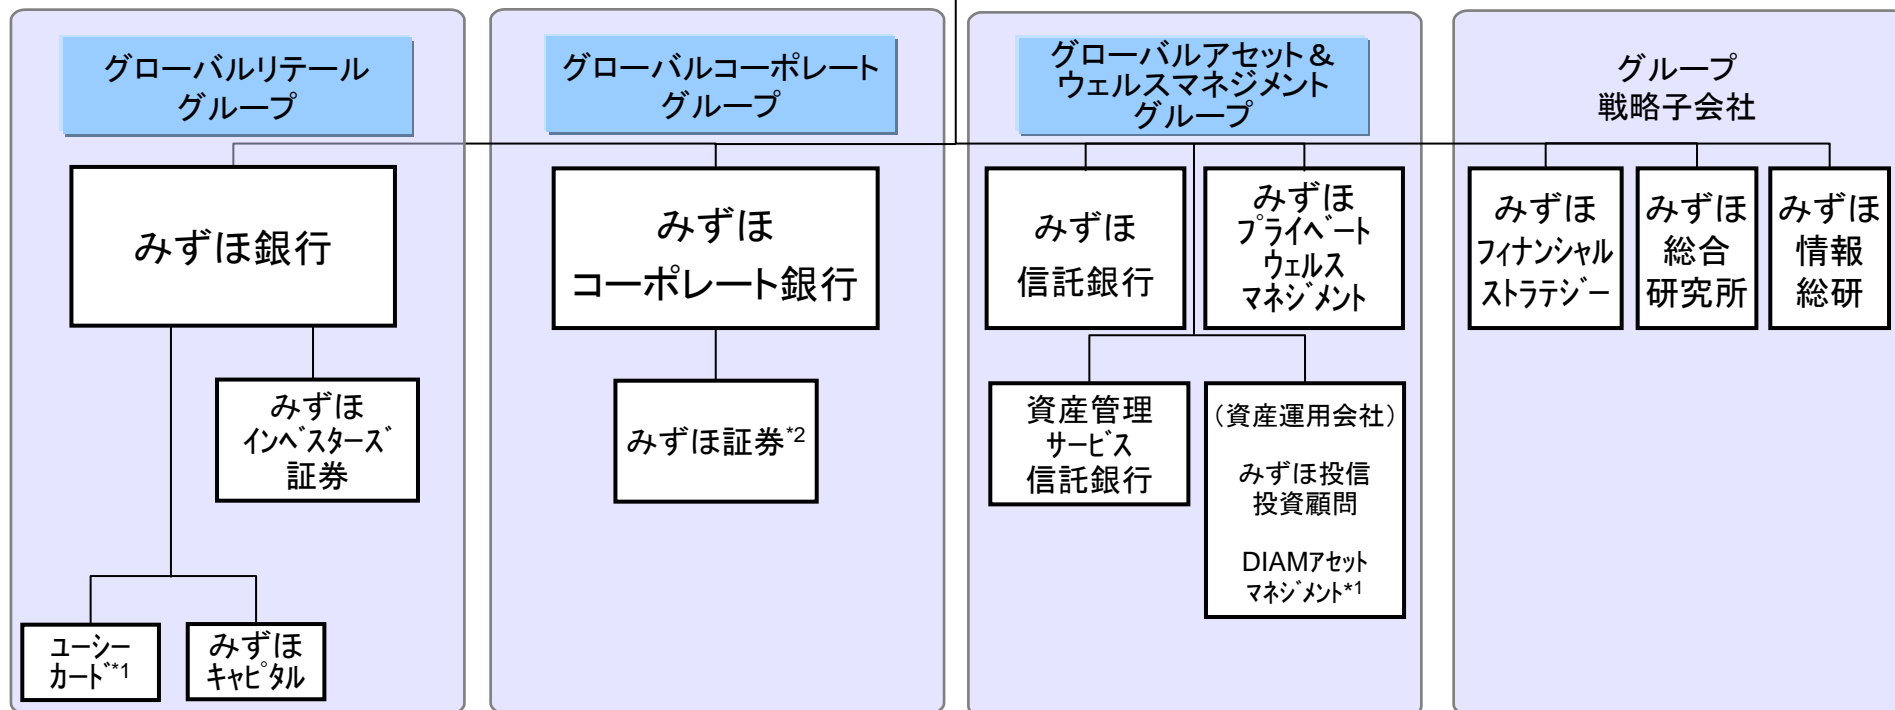 グローバルリテール
グループ
みずほ銀行
みずほ
インベスターズ
証券
ユーシー
カード*1
みずほ
キャピタル
グローバルコーポレート
グループ
みずほ
コーポレート銀行
みずほ証券*2
グローバルアセット&
ウェルスマネジメント
グループ
みずほ
信託銀行
みずほ
プライベート
ウェルス
マネジメント
資産管理
サービス
信託銀行
(資産運用会社)
みずほ投信
投資顧問
DIAMアセット
マネジメント*1
グループ
戦略子会社
みずほ
フィナンシャル
ストラテジー
みずほ
総合
研究所
みずほ
情報
総研